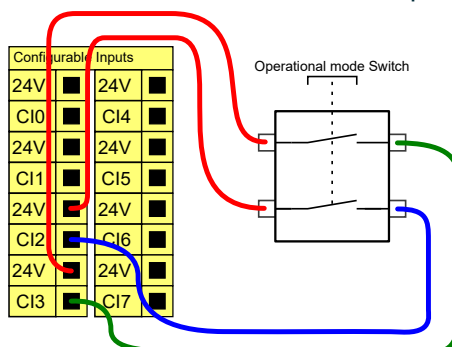 Configurable Inputs
24V 24V
CI0 CI4
24V 24V
CI1 CI5
24V 24V
CI2 CI6
24V 24V
CI3 CI7
Operational mode Switch